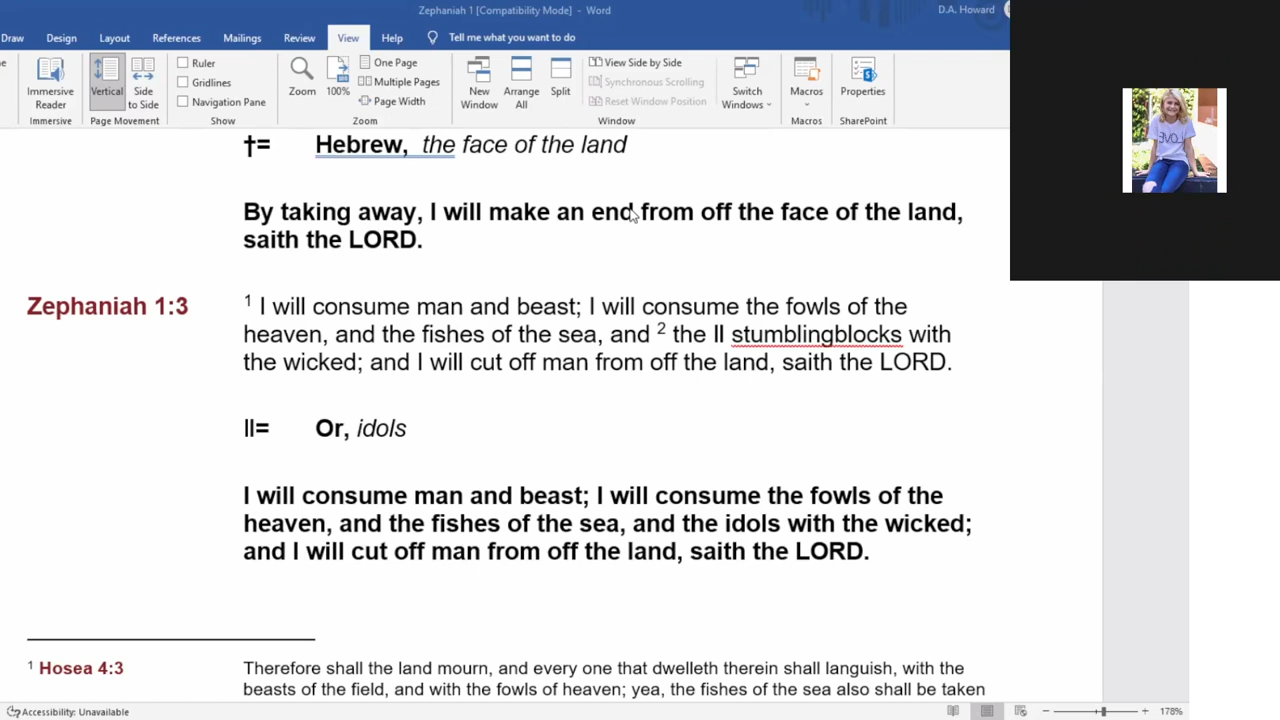 Zephaniah 1 [Compatibility Mode] - Word
D.A. Howard
Draw Design Layout References Mailings Review View Help Tell me what you want to do
Immersive Reader
Immersive
Vertical
Side to Side
Page Movement
Ruler
Gridlines
Navigation Pane
Show
Zoom
100%
One Page
Multiple Pages
Page Width
Zoom
New Window
Arrange All
Split
View Side by Side
Synchronous Scrolling
Reset Window Position
Window
Switch Windows
Macros
Macros
Properties
SharePoint
†= Hebrew, the face of the land
By taking away, I will make an end from off the face of the land,
saith the LORD.
Zephaniah 1:3 1 I will consume man and beast; I will consume the fowls of the
heaven, and the fishes of the sea, and 2 the ll stumblingblocks with
the wicked; and I will cut off man from off the land, saith the LORD.
ll= Or, idols
I will consume man and beast; I will consume the fowls of the
heaven, and the fishes of the sea, and the idols with the wicked;
and I will cut off man from off the land, saith the LORD.
1 Hosea 4:3 Therefore shall the land mourn, and every one that dwelleth therein shall languish, with the
beasts of the field, and with the fowls of heaven; yea, the fishes of the sea also shall be taken
Accessibility: Unavailable
178%
LOVE